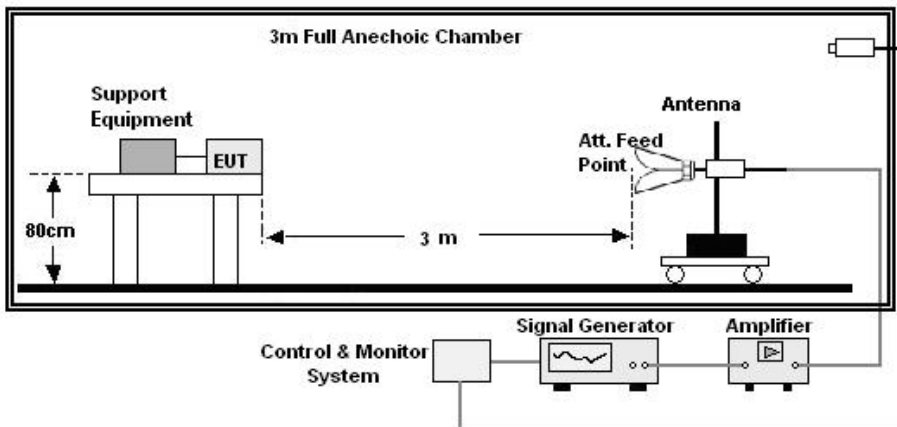 3m Full Anechoic Chamber
Support
Equipment
EUT
Antenna
Att. Feed
Point
80cm
3 m
Signal Generator
Amplifier
Control & Monitor
System